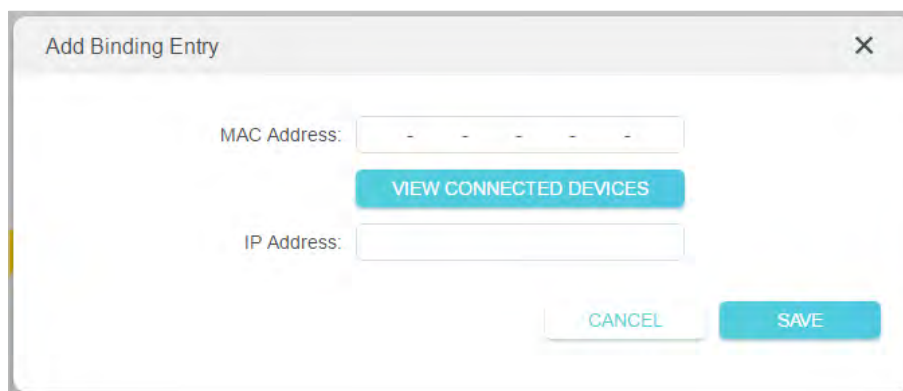 Add Binding Entry ×
MAC Address: - - - - -
VIEW CONNECTED DEVICES
IP Address:
CANCEL SAVE